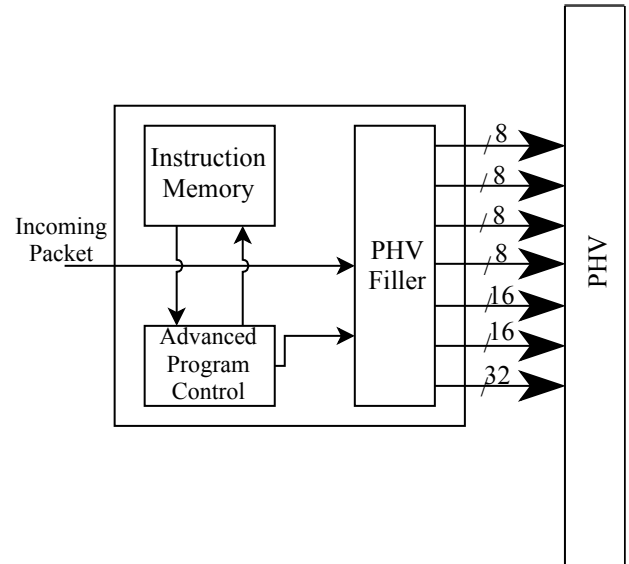 Instruction
Memory
Incoming
Packet
Advanced
Program
Control
PHV
Filler
8
8
8
8
16
16
32
PHV